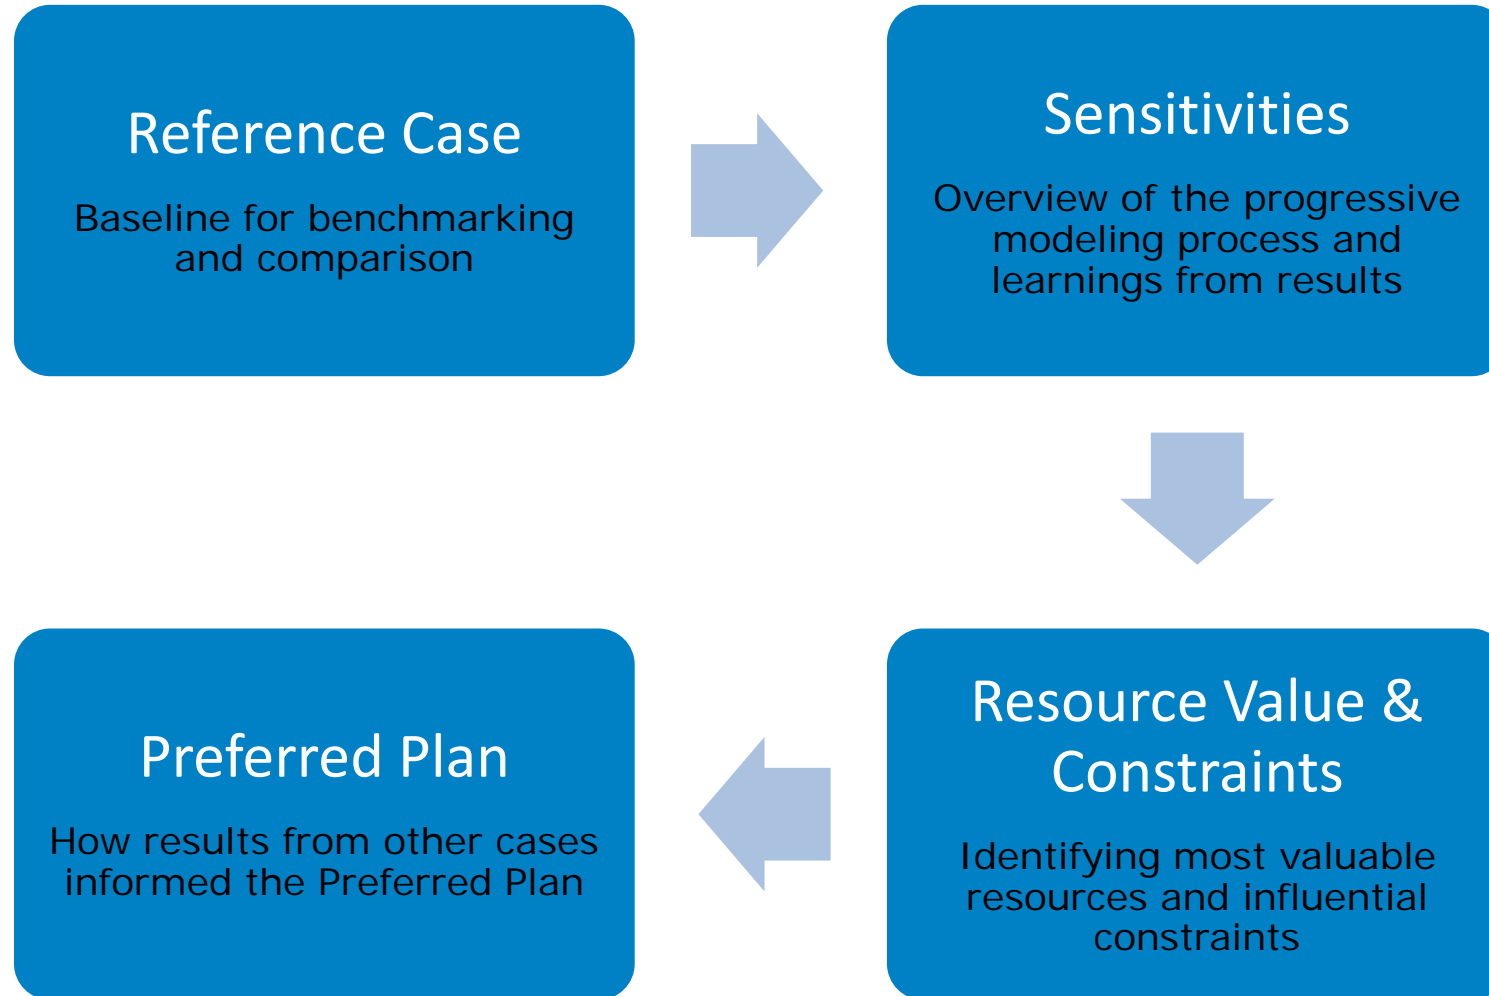 Reference Case
Baseline for benchmarking
and comparison
Sensitivities
Overview of the progressive
modeling process and
learnings from results
Resource Value &
Constraints
Identifying most valuable
resources and influential
constraints
Preferred Plan
How results from other cases
informed the Preferred Plan